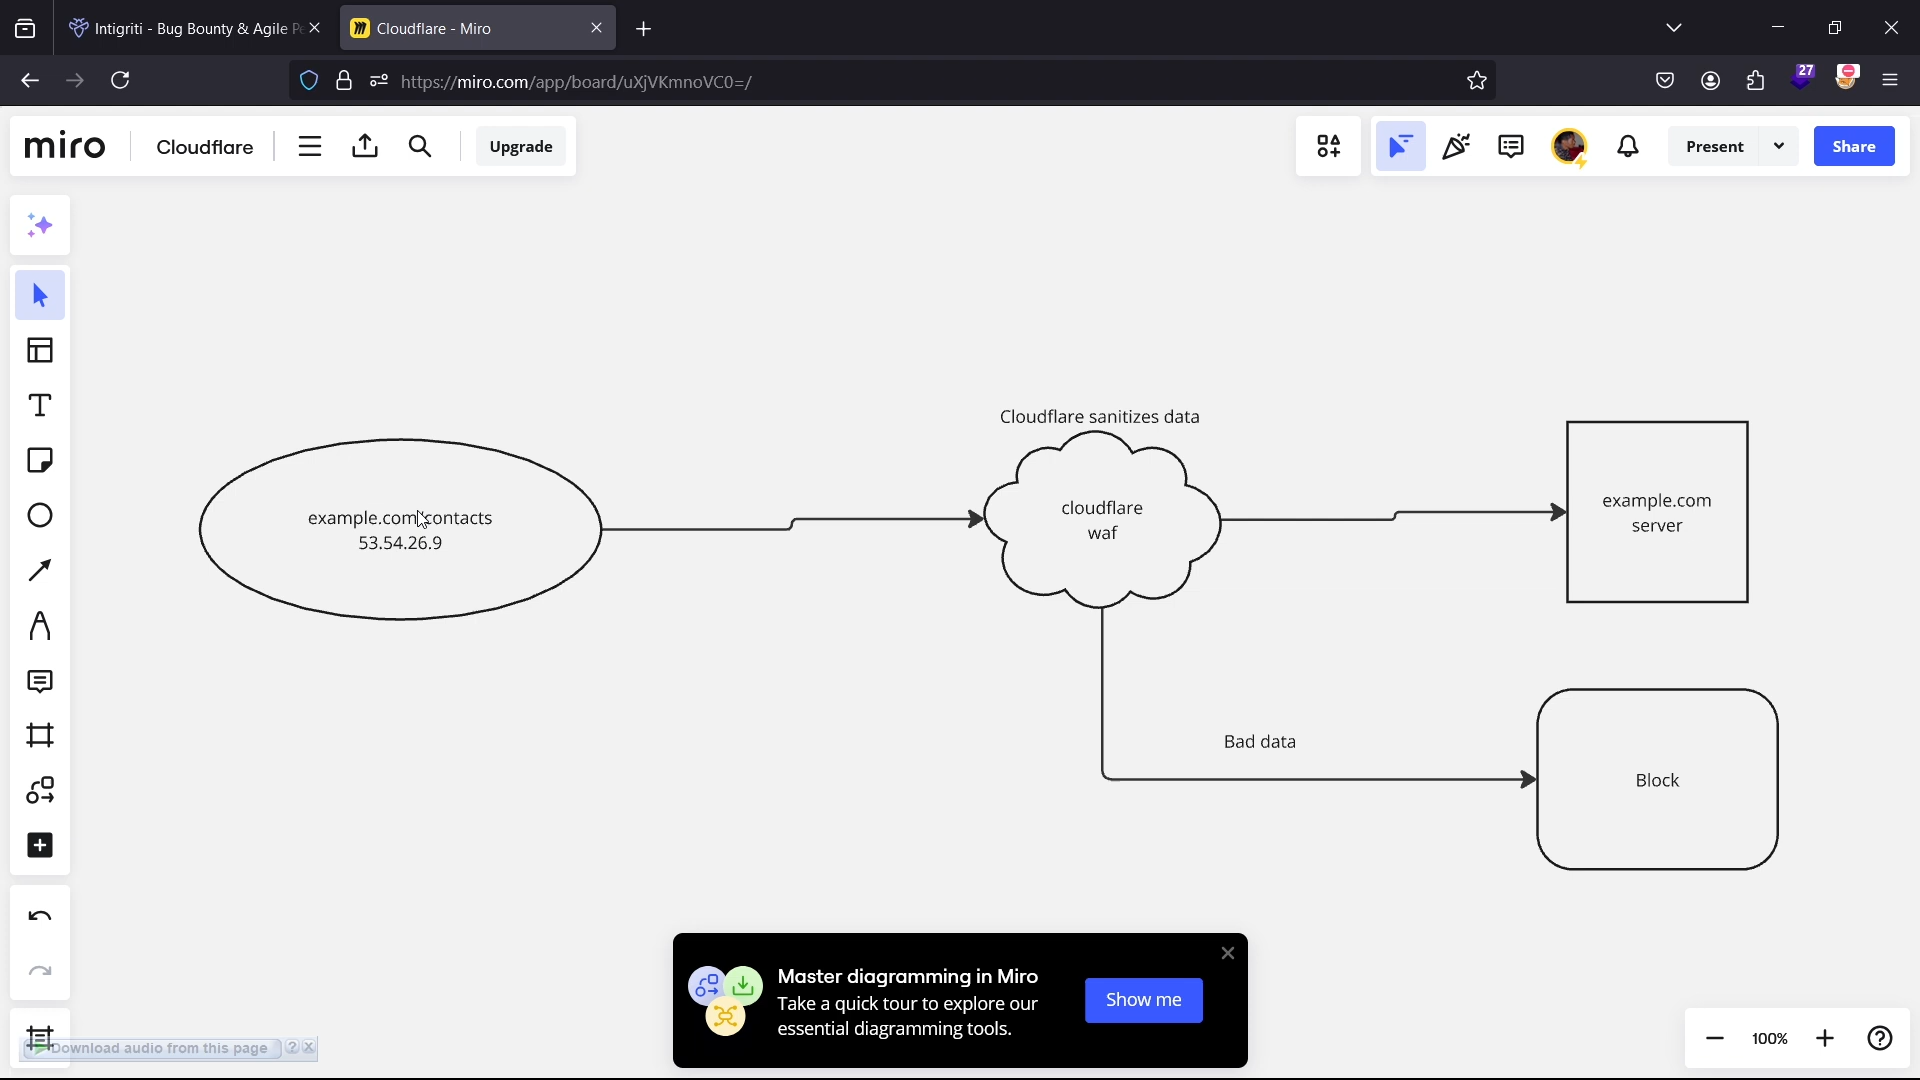 Intigriti - Bug Bounty & Agile Pe
Cloudflare - Miro
https://miro.com/app/board/uXjVKmnoVC0=/
27
miro
Cloudflare
Upgrade
Present
Share
Cloudflare sanitizes data
example.com/contacts
53.54.26.9
cloudflare
waf
example.com
server
Bad data
Block
Master diagramming in Miro
Take a quick tour to explore our
essential diagramming tools.
Show me
Download audio from this page
?
100%
?